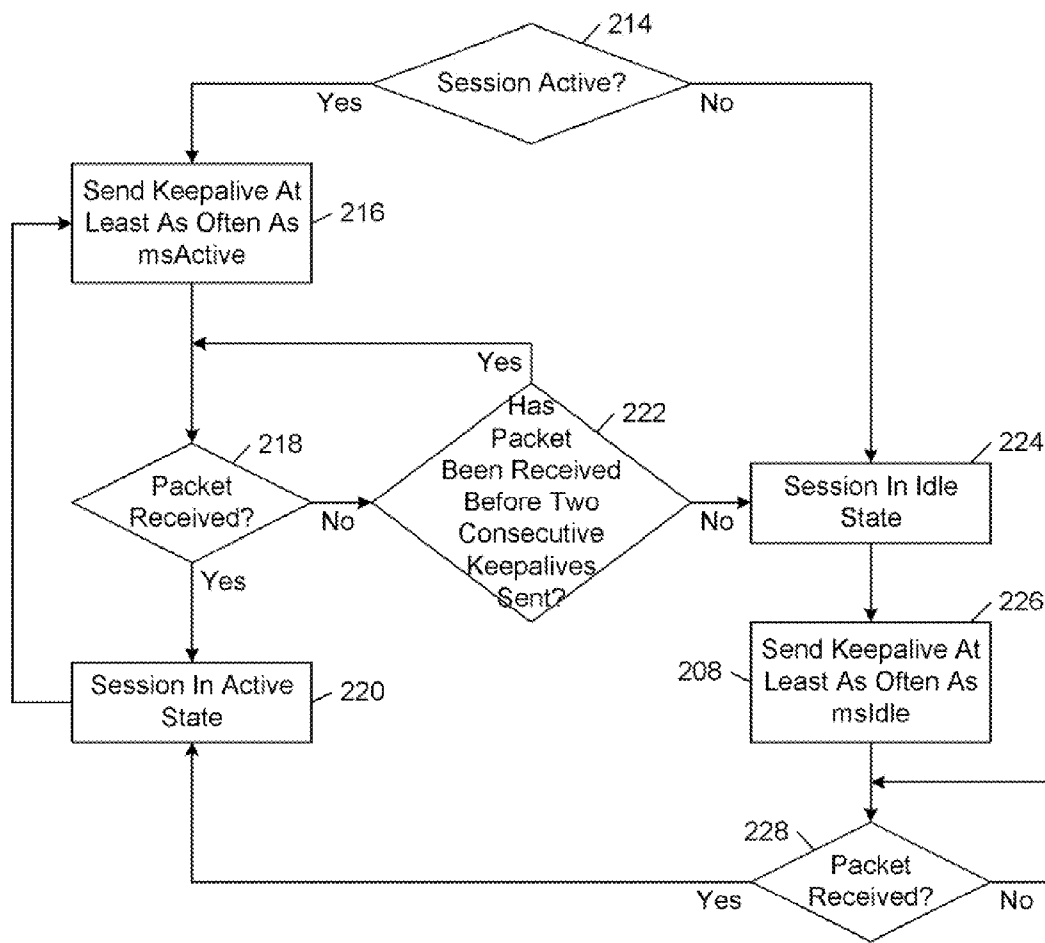 214
Session Active?
Yes
No
Send Keepalive At
Least As Often As
msActive
216
Yes
Has
Packet
Been Received
Before Two
Consecutive
Keepalives
Sent?
222
218
Packet
Received?
No
Yes
No
224
Session In Idle
State
226
Send Keepalive At
Least As Often As
msIdle
208
Session In Active
State
220
228
Packet
Received?
Yes
No